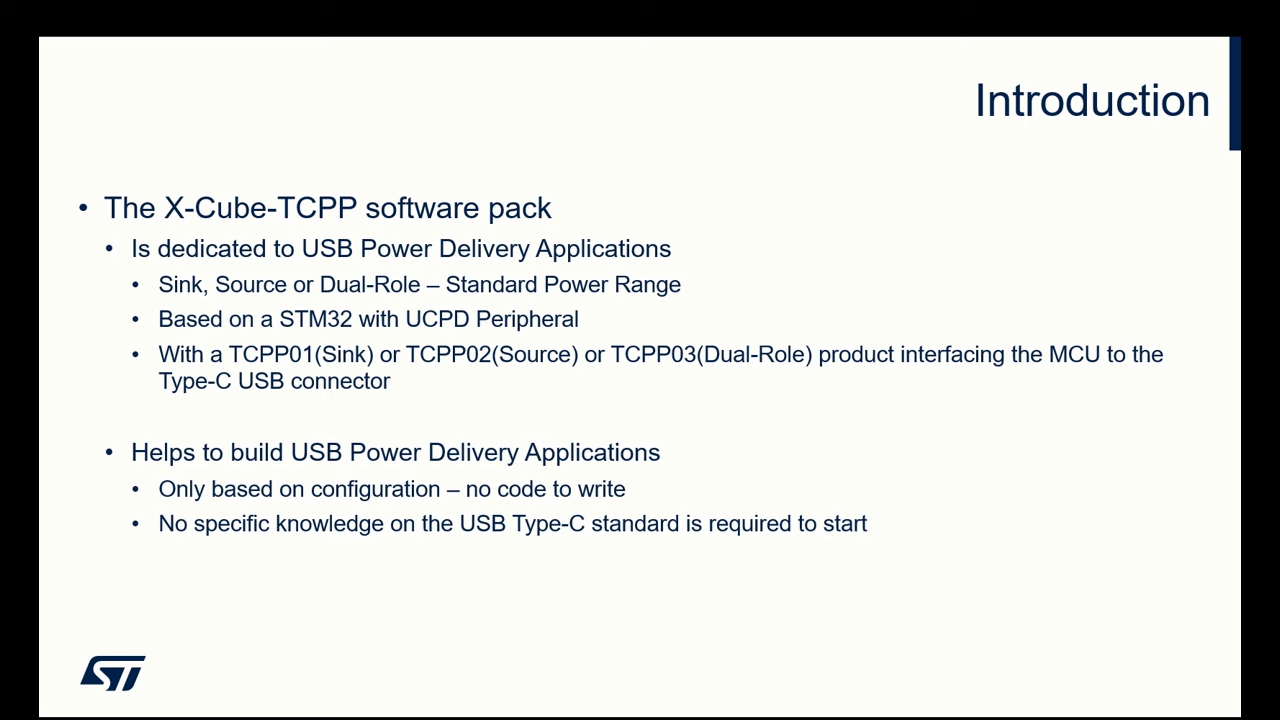 Introduction
• The X-Cube-TCPP software pack
• Is dedicated to USB Power Delivery Applications
• Sink, Source or Dual-Role – Standard Power Range
• Based on a STM32 with UCPD Peripheral
• With a TCPP01(Sink) or TCPP02(Source) or TCPP03(Dual-Role) product interfacing the MCU to the
Type-C USB connector
• Helps to build USB Power Delivery Applications
• Only based on configuration – no code to write
• No specific knowledge on the USB Type-C standard is required to start
ST